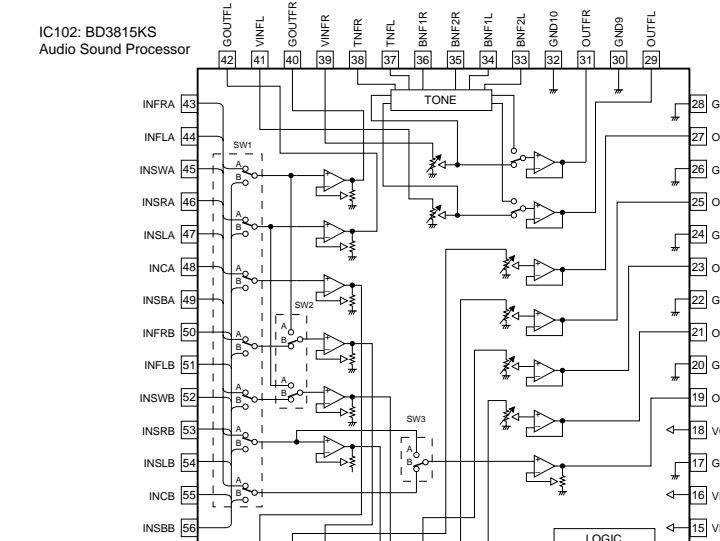 IC102: BD3815KS
Audio Sound Processor
GOUTFL
VINFL
GOUTFR
VINFR
TNFR
TNFL
BNF1R
BNF2R
BNF1L
BNF2L
GND10
OUTFR
GND9
OUTFL
42 41 40 39 38 37 36 35 34 33 32 31 30 29
TONE
INFRA 43
INFLA 44
INSWA 45
INSRA 46
INSLA 47
INCA 48
INSBA 49
INFRB 50
INFLB 51
INSWB 52
INSRB 53
INSLB 54
INCB 55
INSBB 56
SW1
A
B
A
B
A
B
A
B
A
B
A
B
A
B
SW2
A
B
A
B
SW3
A
B
+
−
+
−
+
−
+
−
+
−
+
−
+
−
+
−
+
−
+
−
+
−
+
−
+
−
28 G
27 O
26 G
25 O
24 G
23 O
22 G
21 O
20 G
19 O
18 V
17 G
16 V
15 V
LOGIC